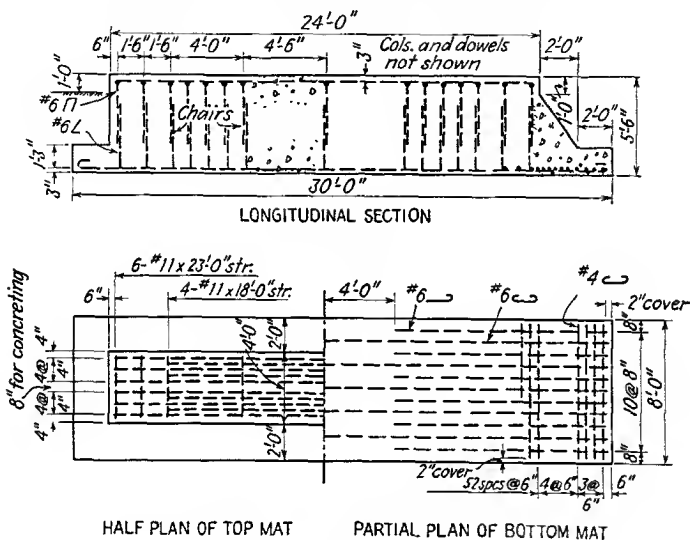 24'-0"
6" 1'-6" 1'-6" 4'-0" 4'-6" 3" Cols. and dowels not shown 2'-0"
1'-0"
#6 ⊓
Chairs
1'-0"
2'-0"
5'-6"
#6 L
1'-3"
3"
30'-0"
LONGITUDINAL SECTION
6-#11 x 23'-0" str.
6" 4-#11 x 18'-0" str.
4'-0" #6 #6 #4
2" cover
8" for concreting
4" 4@ 4" 4@ 4" 4"
4'-0"
2'-0"
2'-0"
8"
10@8"
8'-0"
8"
2" cover
52 spcs@6" 4@6" 3@ 6"
6"
HALF PLAN OF TOP MAT PARTIAL PLAN OF BOTTOM MAT